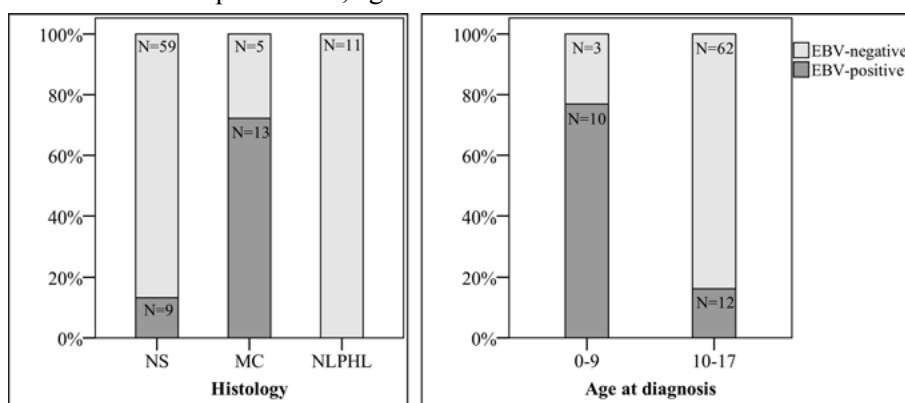 100%
80%
60%
40%
20%
0%
N=59
N=9
N=5
N=13
N=11
NS MC NLPHL
Histology
100%
80%
60%
40%
20%
0%
N=3
N=10
N=62
N=12
0-9 10-17
Age at diagnosis
EBV-negative
EBV-positive